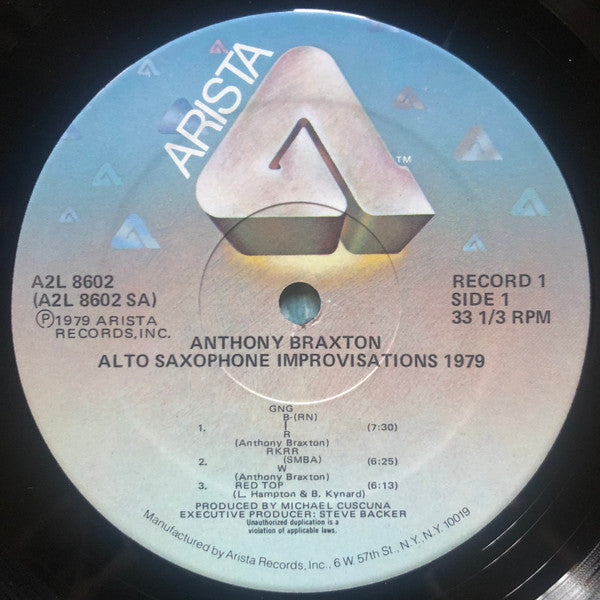 ARISTA
TM
A2L 8602
(A2L 8602 SA)
Ⓟ1979 ARISTA
RECORDS, INC.
RECORD 1
SIDE 1
33 1/3 RPM
ANTHONY BRAXTON
ALTO SAXOPHONE IMPROVISATIONS 1979
GNG
B-(RN)
1. I (7:30)
R
(Anthony Braxton)
RKRR
2. (SMBA) (6:25)
W
(Anthony Braxton)
3. RED TOP (6:13)
(L. Hampton & B. Kynard)
PRODUCED BY MICHAEL CUSCUNA
EXECUTIVE PRODUCER: STEVE BACKER
Unauthorized duplication is a
violation of applicable laws.
Manufactured by Arista Records, Inc., 6 W. 57th St., N.Y., N.Y. 10019